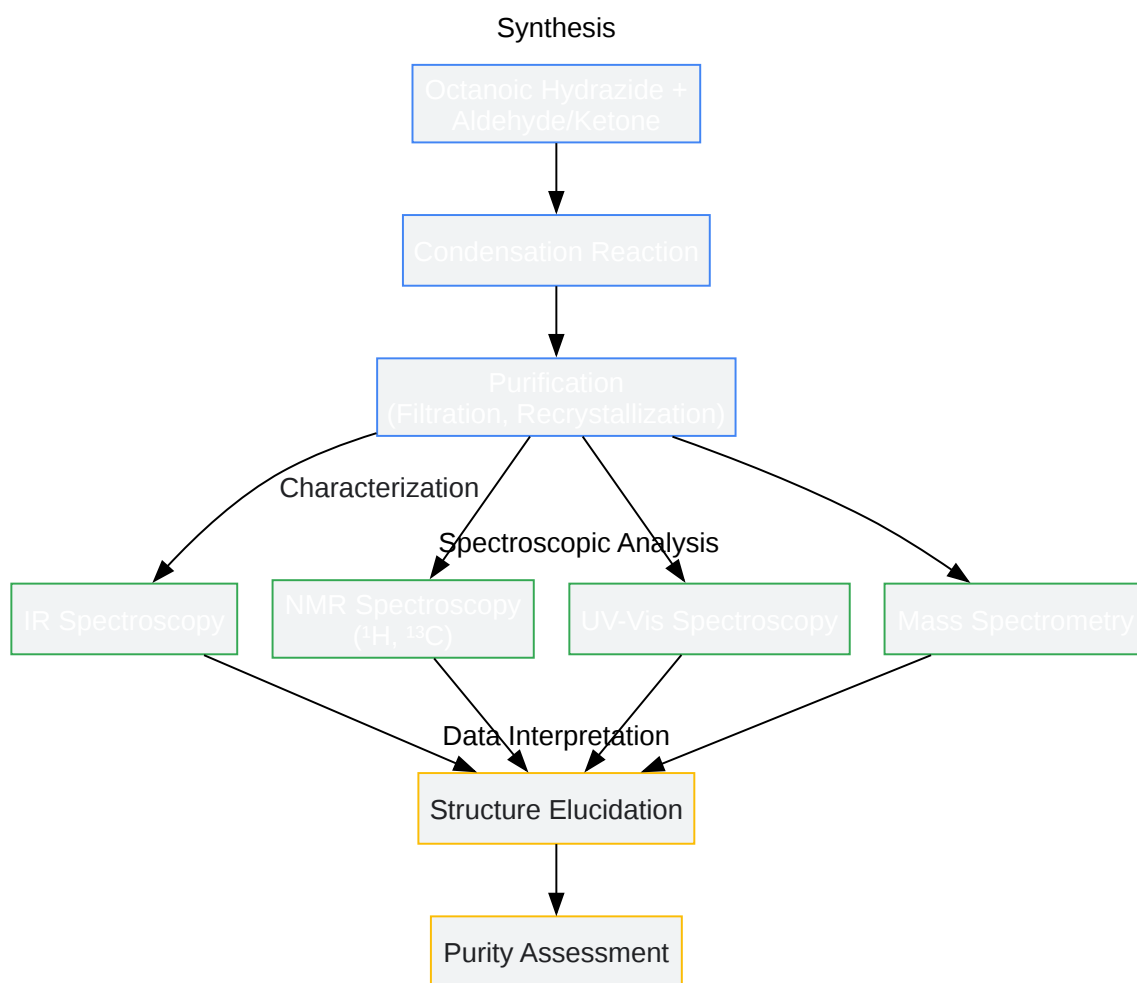 Synthesis
Octanoic Hydrazide +
Aldehyde/Ketone
Condensation Reaction
Purification
(Filtration, Recrystallization)
Characterization
Spectroscopic Analysis
IR Spectroscopy
NMR Spectroscopy
(¹H, ¹³C)
UV-Vis Spectroscopy
Mass Spectrometry
Data Interpretation
Structure Elucidation
Purity Assessment